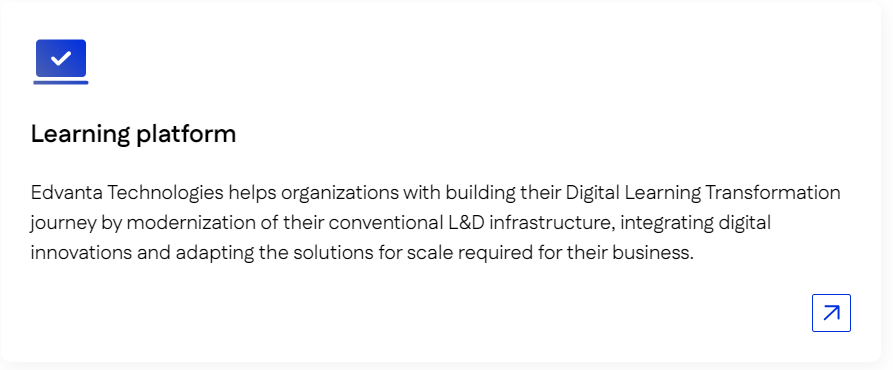 Learning platform
Edvanta Technologies helps organizations with building their Digital Learning Transformation
journey by modernization of their conventional L&D infrastructure, integrating digital
innovations and adapting the solutions for scale required for their business.